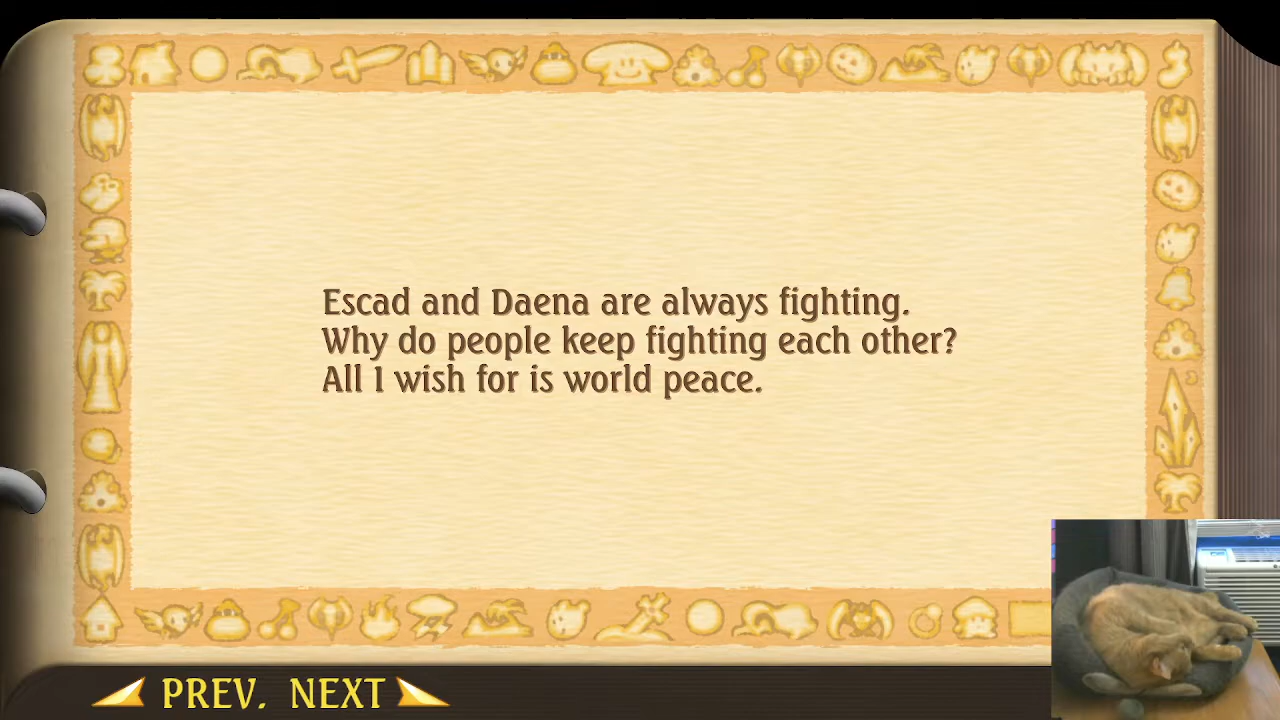 Escad and Daena are always fighting.
Why do people keep fighting each other?
All I wish for is world peace.
PREV. NEXT